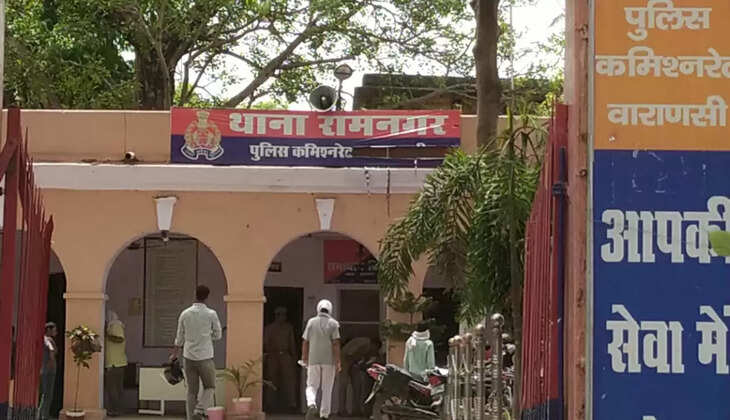 थाना रामनगर
पुलिस कमिश्नरेट
पुलिस
कमिश्नरेट
वाराणसी
आपकी
सेवा में